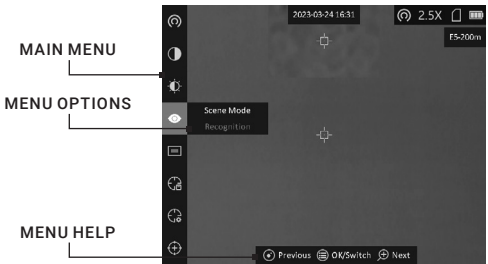 2023-03-24 16:31
2.5X
E5-200m
MAIN MENU
MENU OPTIONS
Scene Mode
Recognition
MENU HELP
Previous OK/Switch Next